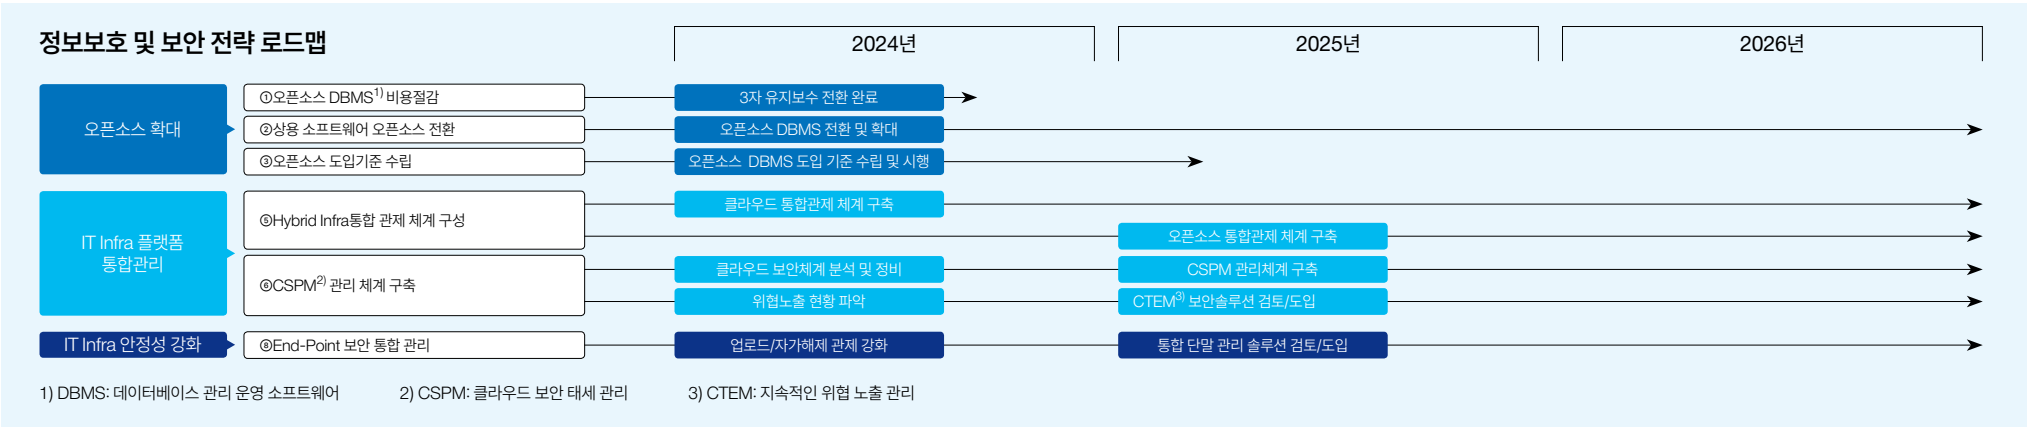 정보보호 및 보안 전략 로드맵
2024년
2025년
2026년
오픈소스 확대
①오픈소스 DBMS1) 비용절감
3자 유지보수 전환 완료
②상용 소프트웨어 오픈소스 전환
오픈소스 DBMS 전환 및 확대
③오픈소스 도입기준 수립
오픈소스 DBMS 도입 기준 수립 및 시행
IT Infra 플랫폼
통합관리
⑤Hybrid Infra통합 관제 체계 구성
클라우드 통합관제 체계 구축
오픈소스 통합관제 체계 구축
⑥CSPM2) 관리 체계 구축
클라우드 보안체계 분석 및 정비
CSPM 관리체계 구축
위협노출 현황 파악
CTEM3) 보안솔루션 검토/도입
IT Infra 안정성 강화
⑧End-Point 보안 통합 관리
업로드/자가해제 관제 강화
통합 단말 관리 솔루션 검토/도입
1) DBMS: 데이터베이스 관리 운영 소프트웨어
2) CSPM: 클라우드 보안 태세 관리
3) CTEM: 지속적인 위협 노출 관리